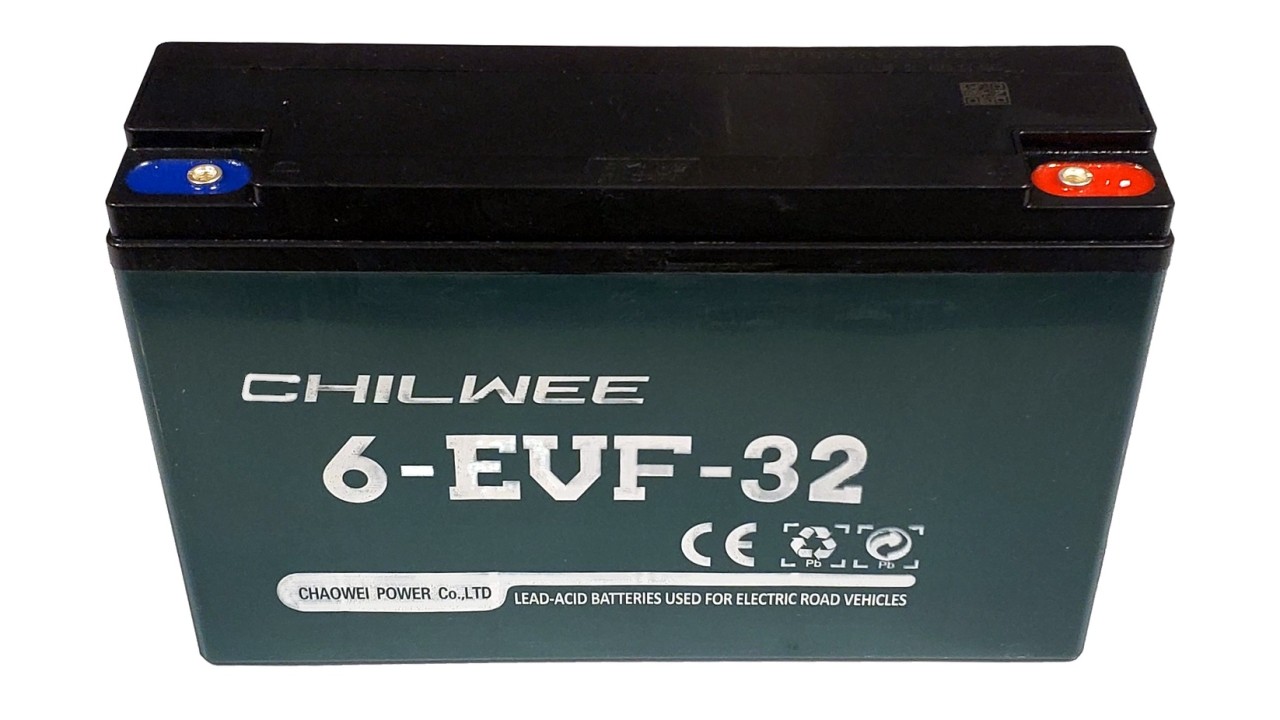 CHILWEE
6-EVF-32
CE
Pb Pb
CHAOWEI POWER Co.,LTD
LEAD-ACID BATTERIES USED FOR ELECTRIC ROAD VEHICLES